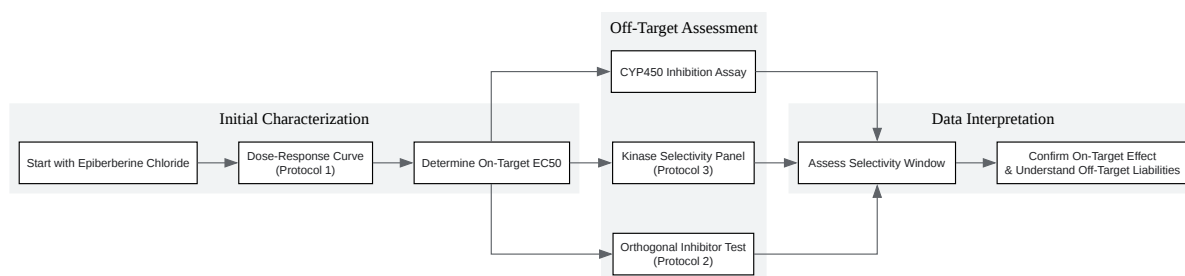 Off-Target Assessment
CYP450 Inhibition Assay
Initial Characterization
Data Interpretation
Start with Epiberberine Chloride
Dose-Response Curve
(Protocol 1)
Determine On-Target EC50
Kinase Selectivity Panel
(Protocol 3)
Assess Selectivity Window
Confirm On-Target Effect
& Understand Off-Target Liabilities
Orthogonal Inhibitor Test
(Protocol 2)